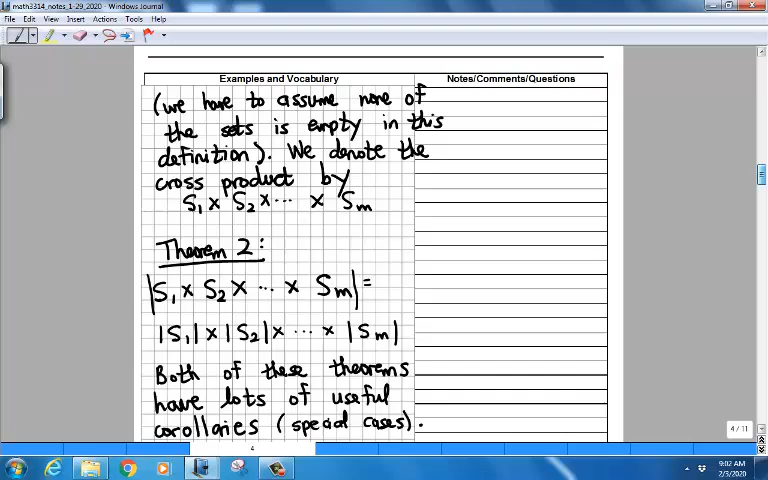 math3314_notes_1-29_2020 - Windows Journal
File Edit View Insert Actions Tools Help
Examples and Vocabulary Notes/Comments/Questions
(we have to assume none of
the sets is empty in this
definition). We denote the
cross product by
S₁ × S₂ × ⋯ × Sₘ
Theorem 2:
|S₁ × S₂ × ⋯ × Sₘ| =
|S₁| × |S₂| × ⋯ × |Sₘ|
Both of these theorems
have lots of useful
corollaries (special cases).
4 / 11
4
9:02 AM
2/3/2020